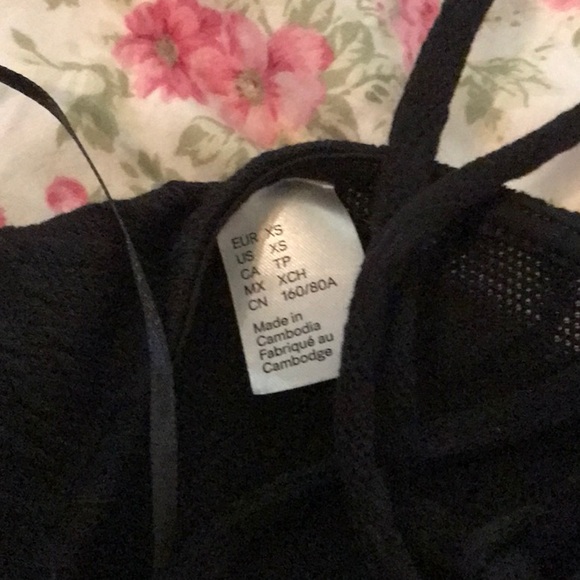 EUR XS
US XS
CA TP
MX XCH
CN 160/80A
Made in
Cambodia
Fabriqué au
Cambodge